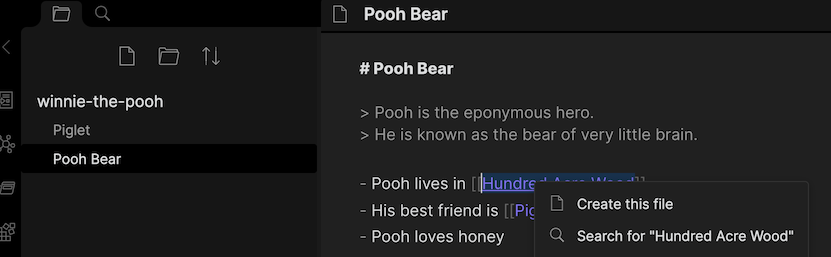 Pooh Bear
winnie-the-pooh
Piglet
Pooh Bear
# Pooh Bear
> Pooh is the eponymous hero.
> He is known as the bear of very little brain.
- Pooh lives in [[Hundred Acre Wood]]
- His best friend is [[Pig
- Pooh loves honey
Create this file
Search for "Hundred Acre Wood"